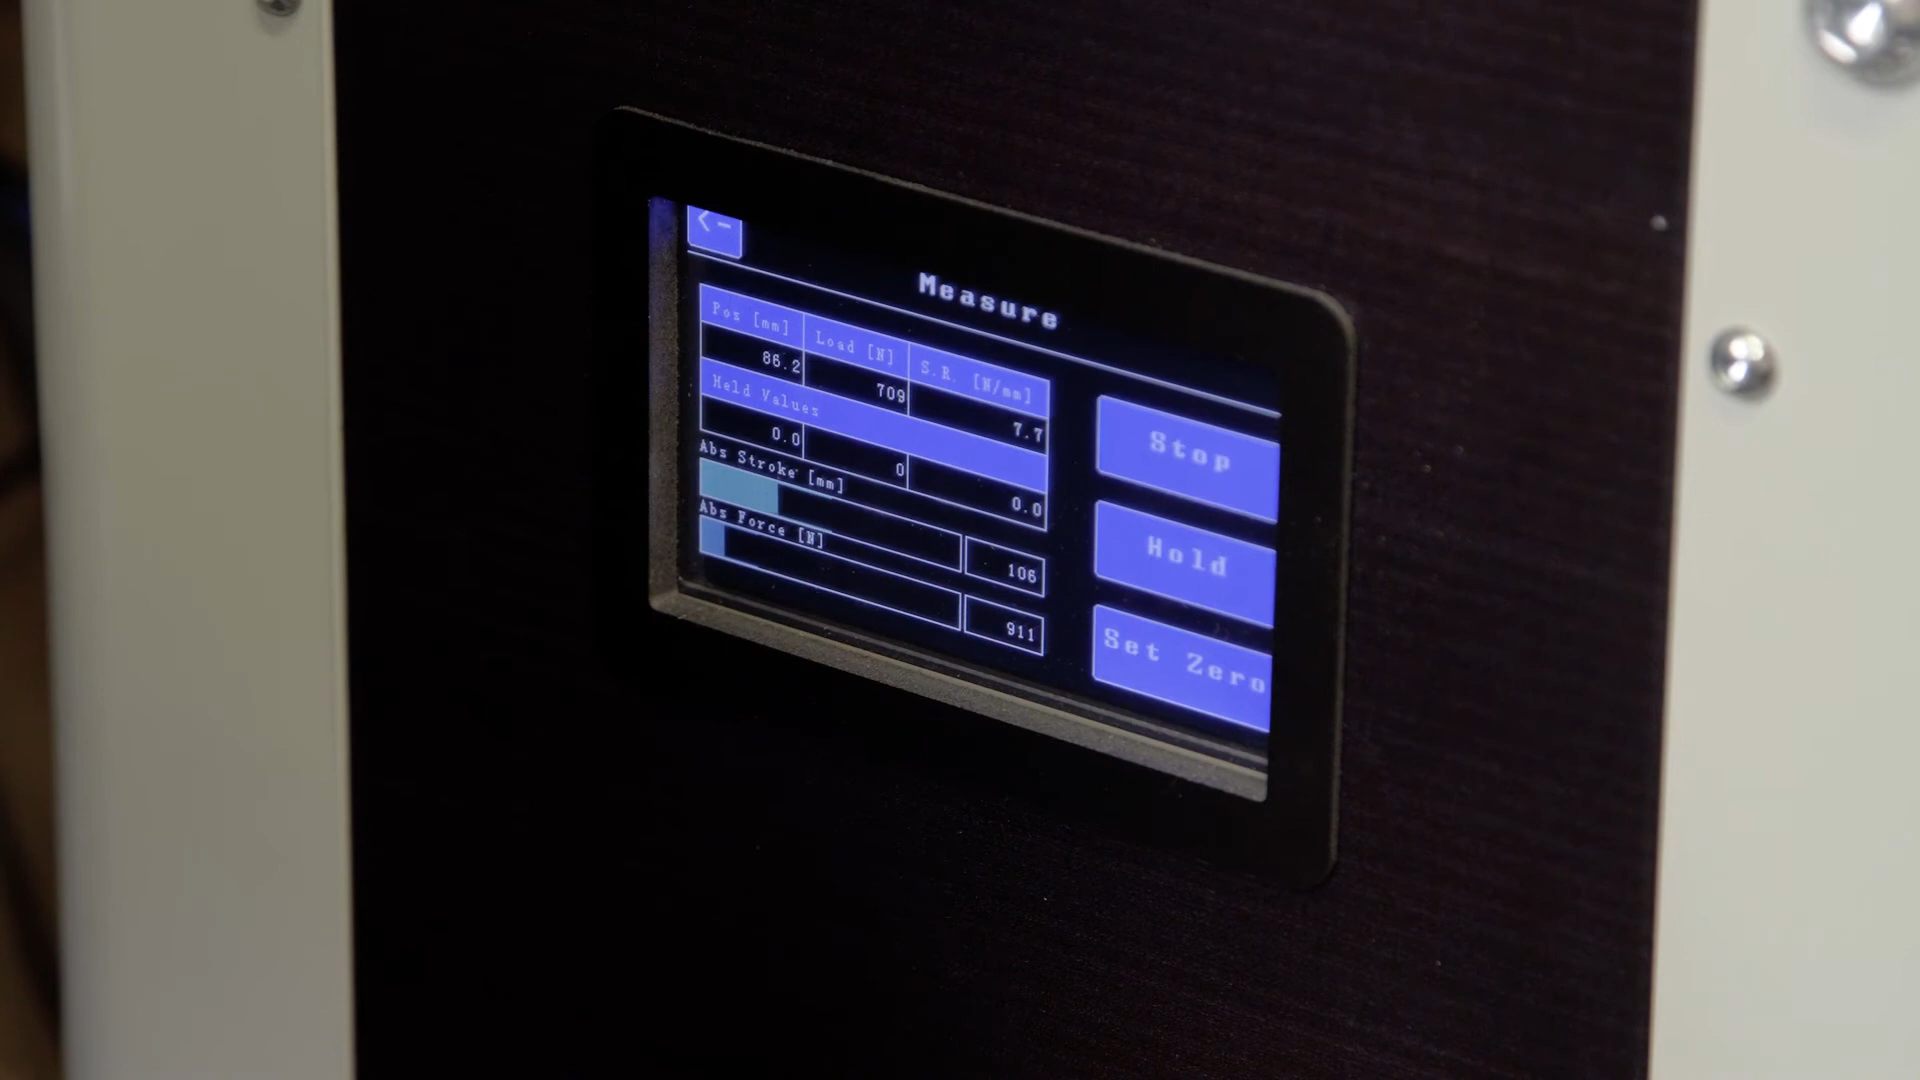 <-
Measure
Pos [mm] Load [N] S.R. [N/mm]
86.2 709 7.7
Held Values
0.0 0 0.0
Abs Stroke [mm]
106
Abs Force [N]
911
Stop
Hold
Set Zero